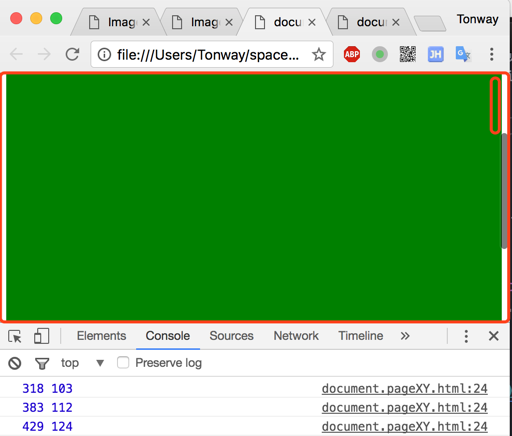 Imag Imag docu docu Tonway
file:///Users/Tonway/space... ABP JH
Elements Console Sources Network Timeline »
top Preserve log
318 103 document.pageXY.html:24
383 112 document.pageXY.html:24
429 124 document.pageXY.html:24